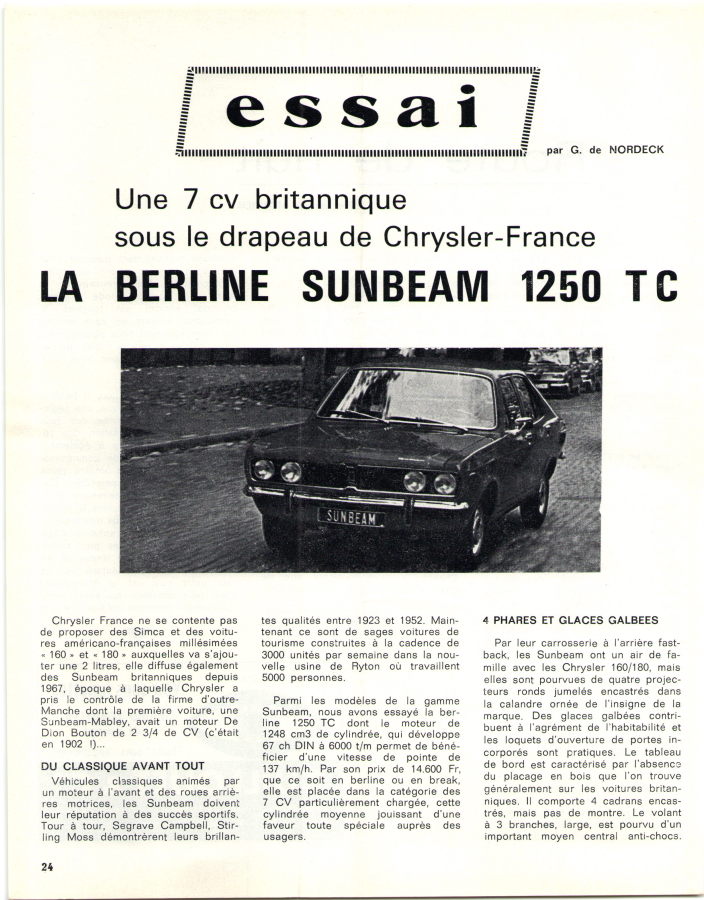 essai
par G. de NORDECK
Une 7 cv britannique
sous le drapeau de Chrysler-France
LA BERLINE SUNBEAM 1250 TC
SUNBEAM
Chrysler France ne se contente pas
de proposer des Simca et des voitu-
res américano-françaises millésimées
« 160 » et « 180 » auxquelles va s'ajou-
ter une 2 litres, elle diffuse également
des Sunbeam britanniques depuis
1967, époque à laquelle Chrysler a
pris le contrôle de la firme d'outre-
Manche dont la première voiture, une
Sunbeam-Mabley, avait un moteur De
Dion Bouton de 2 3/4 de CV (c'était
en 1902 !)...
DU CLASSIQUE AVANT TOUT
Véhicules classiques animés par
un moteur à l'avant et des roues arriè-
res motrices, les Sunbeam doivent
leur réputation à des succès sportifs.
Tour à tour, Segrave Campbell, Stir-
ling Moss démontrèrent leurs brillan-
tes qualités entre 1923 et 1952. Main-
tenant ce sont de sages voitures de
tourisme construites à la cadence de
3000 unités par semaine dans la nou-
velle usine de Ryton où travaillent
5000 personnes.
Parmi les modèles de la gamme
Sunbeam, nous avons essayé la ber-
line 1250 TC dont le moteur de
1248 cm3 de cylindrée, qui développe
67 ch DIN à 6000 t/m permet de béné-
ficier d'une vitesse de pointe de
137 km/h. Par son prix de 14.600 Fr,
que ce soit en berline ou en break,
elle est placée dans la catégorie des
7 CV particulièrement chargée, cette
cylindrée moyenne jouissant d'une
faveur toute spéciale auprès des
usagers.
4 PHARES ET GLACES GALBEES
Par leur carrosserie à l'arrière fast-
back, les Sunbeam ont un air de fa-
mille avec les Chrysler 160/180, mais
elles sont pourvues de quatre projec-
teurs ronds jumelés encastrés dans
la calandre ornée de l'insigne de la
marque. Des glaces galbées contri-
buent à l'agrément de l'habitabilité et
les loquets d'ouverture de portes in-
corporés sont pratiques. Le tableau
de bord est caractérisé par l'absence
du placage en bois que l'on trouve
généralement sur les voitures britan-
niques. Il comporte 4 cadrans encas-
trés, mais pas de montre. Le volant
à 3 branches, large, est pourvu d'un
important moyen central anti-chocs.
24